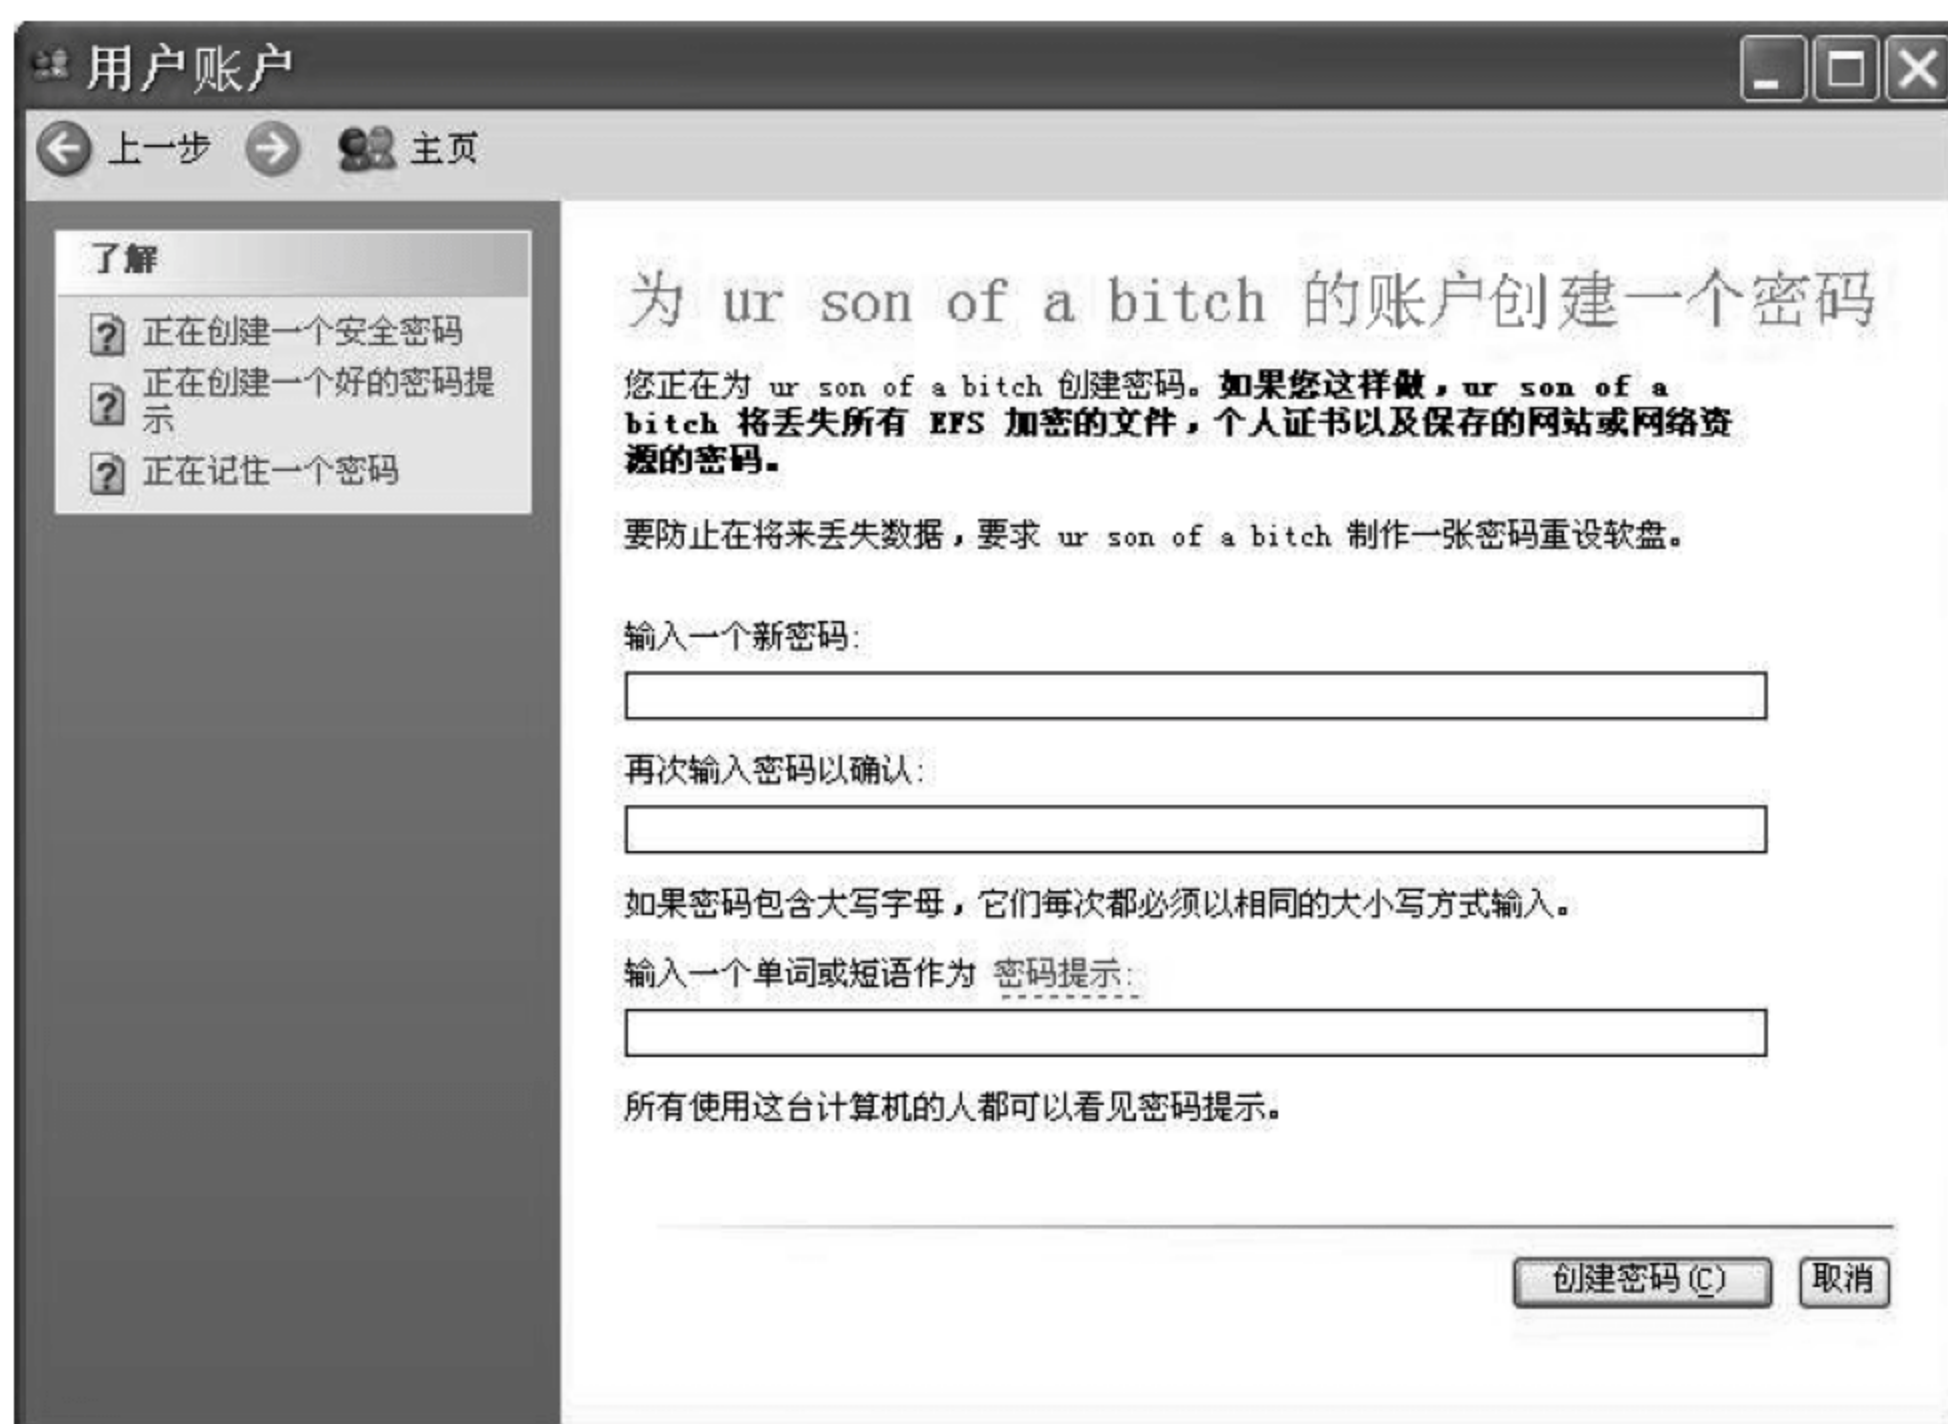 用户账户
上一步 主页
了解
正在创建一个安全密码
正在创建一个好的密码提
示
正在记住一个密码
为 ur son of a bitch 的账户创建一个密码
您正在为 ur son of a bitch 创建密码。如果您这样做，ur son of a
bitch 将丢失所有 EFS 加密的文件，个人证书以及保存的网站或网络资
源的密码。
要防止在将来丢失数据，要求 ur son of a bitch 制作一张密码重设软盘。
输入一个新密码:
再次输入密码以确认:
如果密码包含大写字母，它们每次都必须以相同的大小写方式输入。
输入一个单词或短语作为 密码提示:
所有使用这台计算机的人都可以看见密码提示。
创建密码(C) 取消